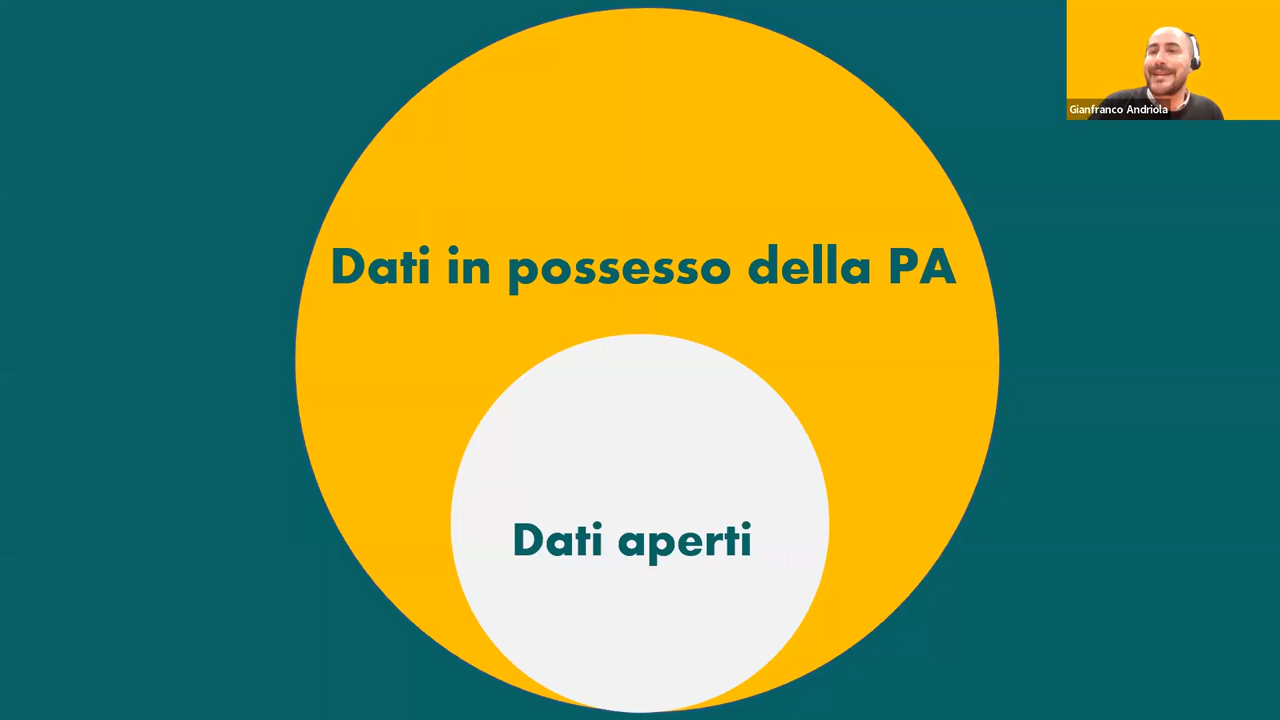 Gianfranco Andriola
Dati in possesso della PA
Dati aperti